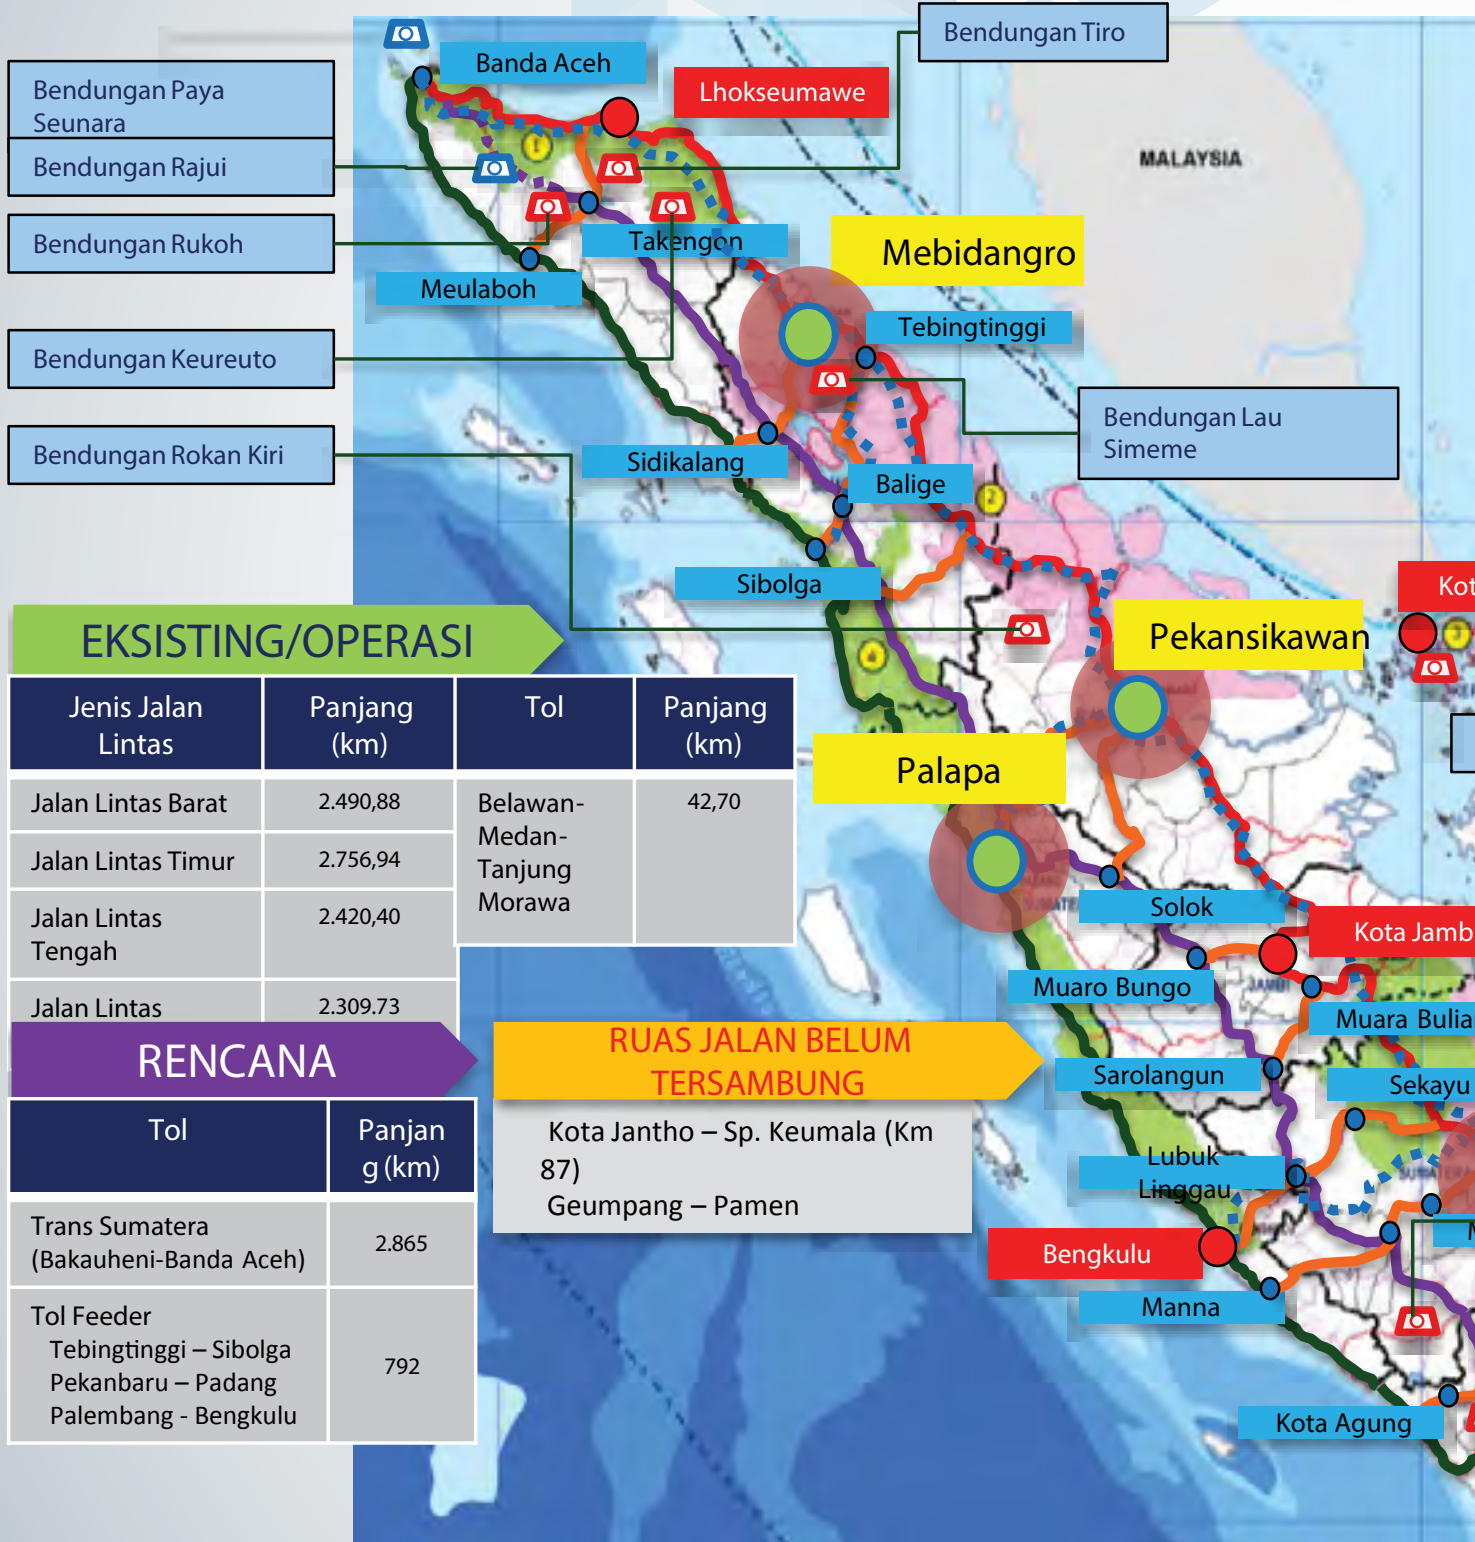 Bendungan Tiro
Banda Aceh
Lhokseumawe
Bendungan Paya
Seunara
Bendungan Rajui
MALAYSIA
Bendungan Rukoh
Takengon
Mebidangro
Meulaboh
Tebingtinggi
Bendungan Keureuto
Bendungan Lau
Simeme
Bendungan Rokan Kiri
Sidikalang
Balige
Sibolga
1
2
3
4
Kot
Pekansikawan
EKSISTING/OPERASI
Jenis Jalan
Lintas
Panjang
(km)
Tol
Panjang
(km)
Jalan Lintas Barat
2.490,88
Belawan-
Medan-
Tanjung
Morawa
42,70
Jalan Lintas Timur
2.756,94
Jalan Lintas
Tengah
2.420,40
Jalan Lintas
2.309.73
Palapa
Solok
Kota Jamb
Muaro Bungo
JAMBI
Muara Bulia
Sarolangun
Sekayu
Lubuk
Linggau
Bengkulu
Manna
Kota Agung
RENCANA
Tol
Panjan
g (km)
Trans Sumatera
(Bakauheni-Banda Aceh)
2.865
Tol Feeder
Tebingtinggi – Sibolga
Pekanbaru – Padang
Palembang - Bengkulu
792
RUAS JALAN BELUM
TERSAMBUNG
Kota Jantho – Sp. Keumala (Km
87)
Geumpang – Pamen